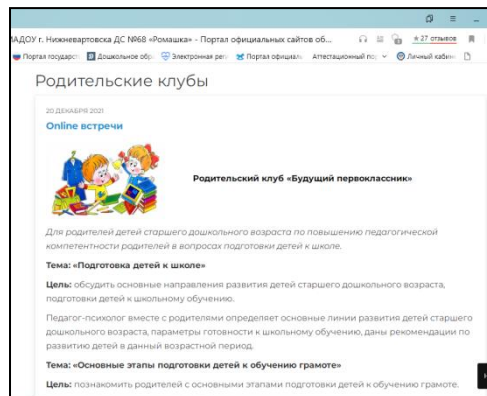 МАДОУ г. Нижневартовска ДС №68 «Ромашка» - Портал официальных сайтов об...
★ 27 отзывов
Портал государст
Дошкольное обр
Электронная рег
Портал официаль
Аттестационный по
Личный кабин
Родительские клубы
20 ДЕКАБРЯ 2021
Online встречи
Родительский клуб «Будущий первоклассник»
Для родителей детей старшего дошкольного возраста по повышению педагогической
компетентности родителей в вопросах подготовки детей к школе.
Тема: «Подготовка детей к школе»
Цель: обсудить основные направления развития детей старшего дошкольного возраста,
подготовки детей к школьному обучению.
Педагог-психолог вместе с родителями определяет основные линии развития детей старшего
дошкольного возраста, параметры готовности к школьному обучению, даны рекомендации по
развитию детей в данный возрастной период.
Тема: «Основные этапы подготовки детей к обучению грамоте»
Цель: познакомить родителей с основными этапами подготовки детей к обучению грамоте.